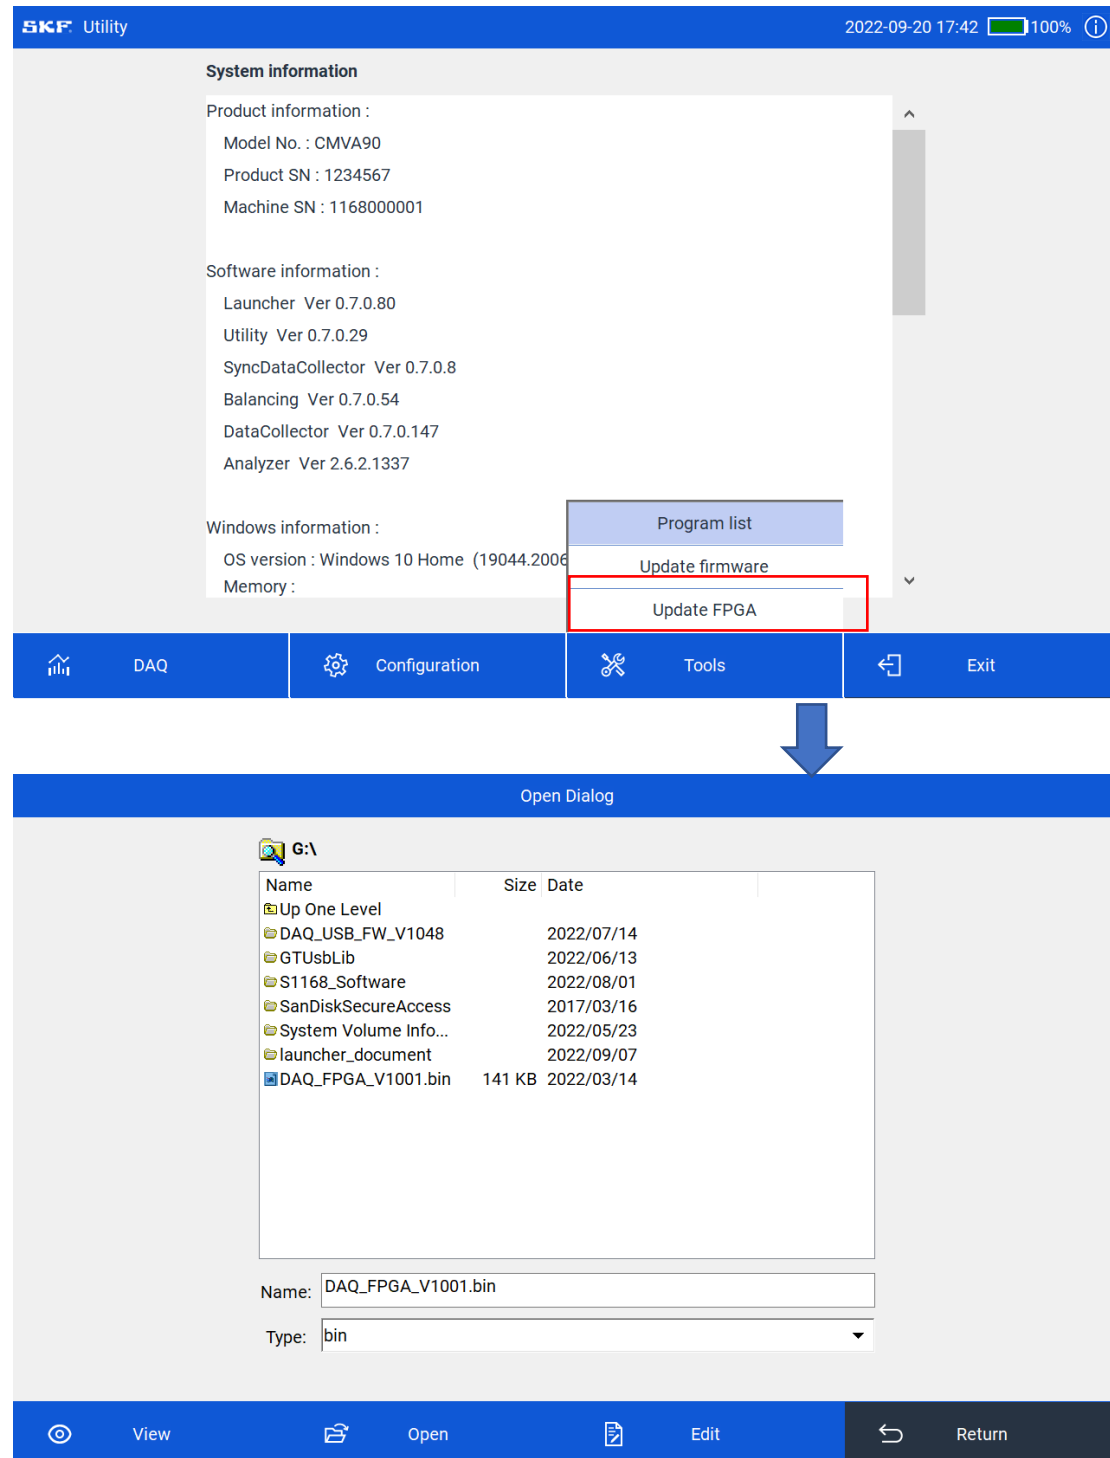 SKF Utility 2022-09-20 17:42 100%
System information
Product information :
Model No. : CMVA90
Product SN : 1234567
Machine SN : 1168000001
Software information :
Launcher Ver 0.7.0.80
Utility Ver 0.7.0.29
SyncDataCollector Ver 0.7.0.8
Balancing Ver 0.7.0.54
DataCollector Ver 0.7.0.147
Analyzer Ver 2.6.2.1337
Windows information :
OS version : Windows 10 Home (19044.2006
Memory :
Program list
Update firmware
Update FPGA
DAQ Configuration Tools Exit
Open Dialog
G:\
Name Size Date
Up One Level
DAQ_USB_FW_V1048 2022/07/14
GTUsbLib 2022/06/13
S1168_Software 2022/08/01
SanDiskSecureAccess 2017/03/16
System Volume Info... 2022/05/23
launcher_document 2022/09/07
DAQ_FPGA_V1001.bin 141 KB 2022/03/14
Name: DAQ_FPGA_V1001.bin
Type: bin
View Open Edit Return